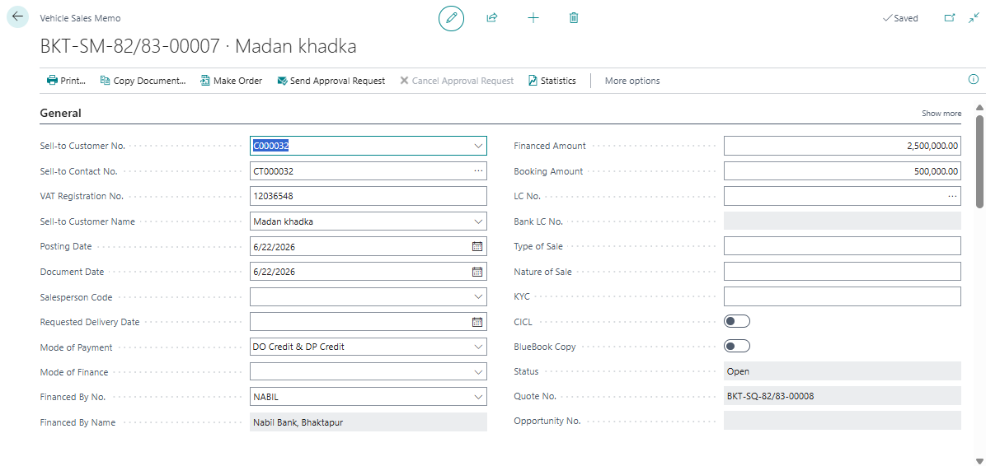 Vehicle Sales Memo
Saved
BKT-SM-82/83-00007 · Madan khadka
Print... Copy Document... Make Order Send Approval Request Cancel Approval Request Statistics More options
General Show more
Sell-to Customer No. C000032
Sell-to Contact No. CT000032
VAT Registration No. 12036548
Sell-to Customer Name Madan khadka
Posting Date 6/22/2026
Document Date 6/22/2026
Salesperson Code
Requested Delivery Date
Mode of Payment DO Credit & DP Credit
Mode of Finance
Financed By No. NABIL
Financed By Name Nabil Bank, Bhaktapur
Financed Amount 2,500,000.00
Booking Amount 500,000.00
LC No.
Bank LC No.
Type of Sale
Nature of Sale
KYC
CICL
BlueBook Copy
Status Open
Quote No. BKT-SQ-82/83-00008
Opportunity No.